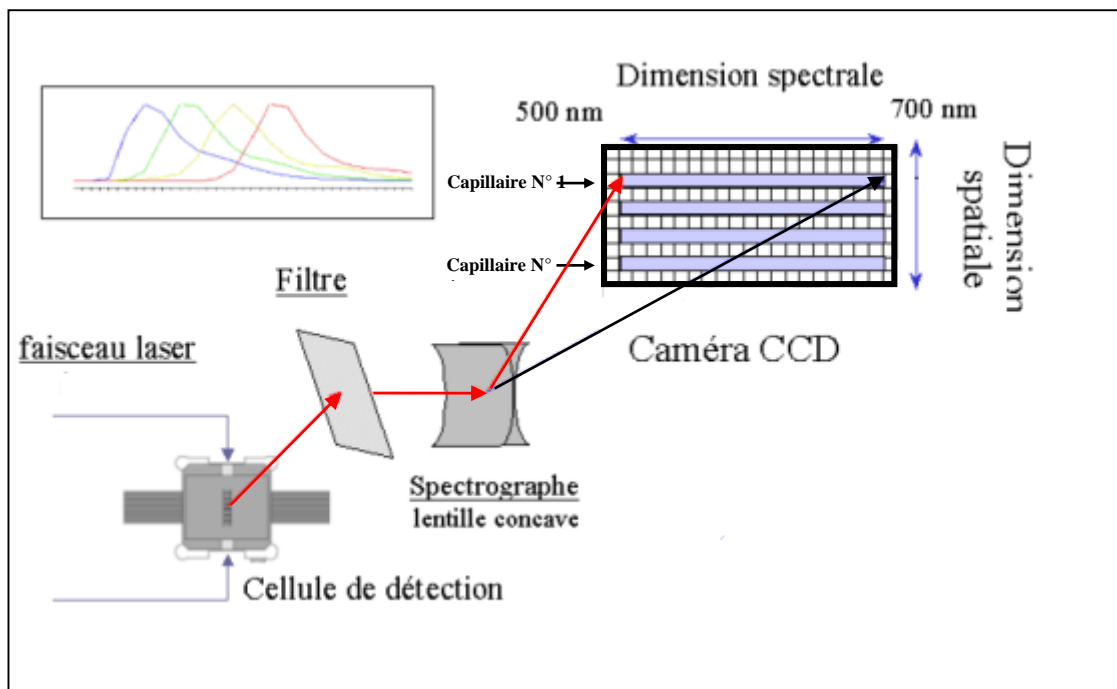 Dimension spectrale
500 nm
700 nm
Capillaire N° 1
Capillaire N°
Dimension
spatiale
Caméra CCD
Filtre
faisceau laser
Spectrographe
lentille concave
Cellule de détection